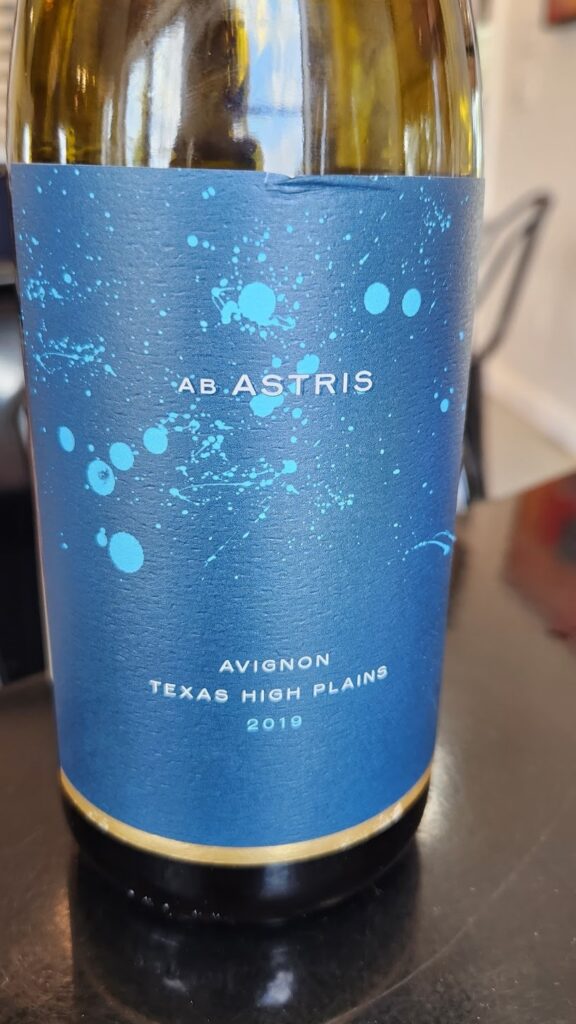 AB ASTRIS
AVIGNON
TEXAS HIGH PLAINS
2019